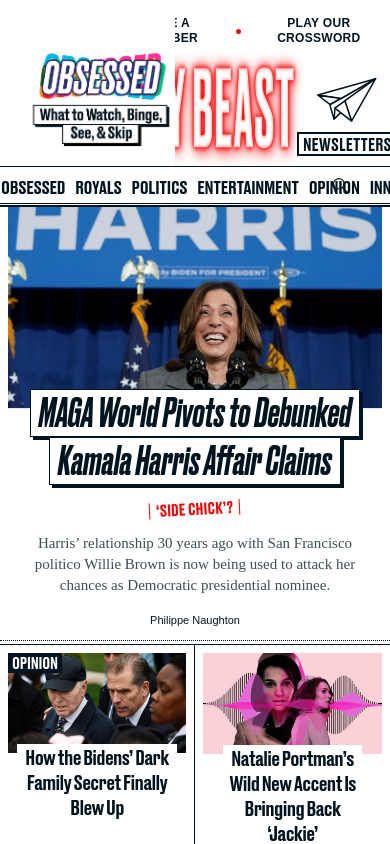 E A
BER
PLAY OUR
CROSSWORD
OBSESSED
What to Watch, Binge,
See, & Skip
Y BEAST
NEWSLETTERS
OBSESSED ROYALS POLITICS ENTERTAINMENT OPINION INN
HARRIS
by BIDEN FOR PRESIDENT
MAGA World Pivots to Debunked
Kamala Harris Affair Claims
‘SIDE CHICK’?
Harris’ relationship 30 years ago with San Francisco
politico Willie Brown is now being used to attack her
chances as Democratic presidential nominee.
Philippe Naughton
OPINION
How the Bidens’ Dark
Family Secret Finally
Blew Up
Natalie Portman’s
Wild New Accent Is
Bringing Back
‘Jackie’